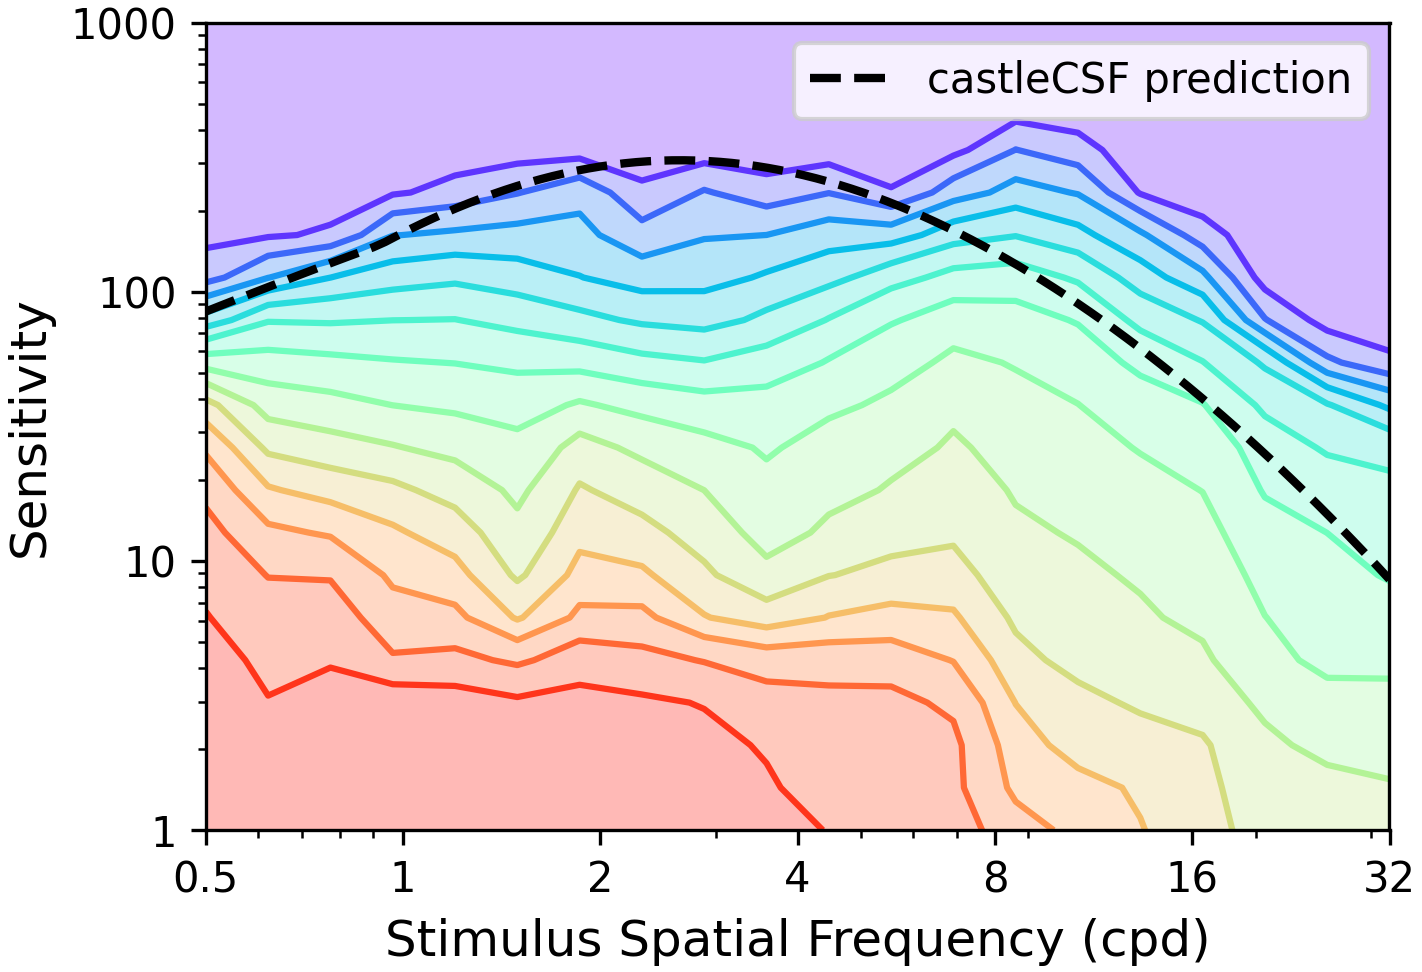 1000
castleCSF prediction
100
Sensitivity
10
1
0.5 1 2 4 8 16 32
Stimulus Spatial Frequency (cpd)